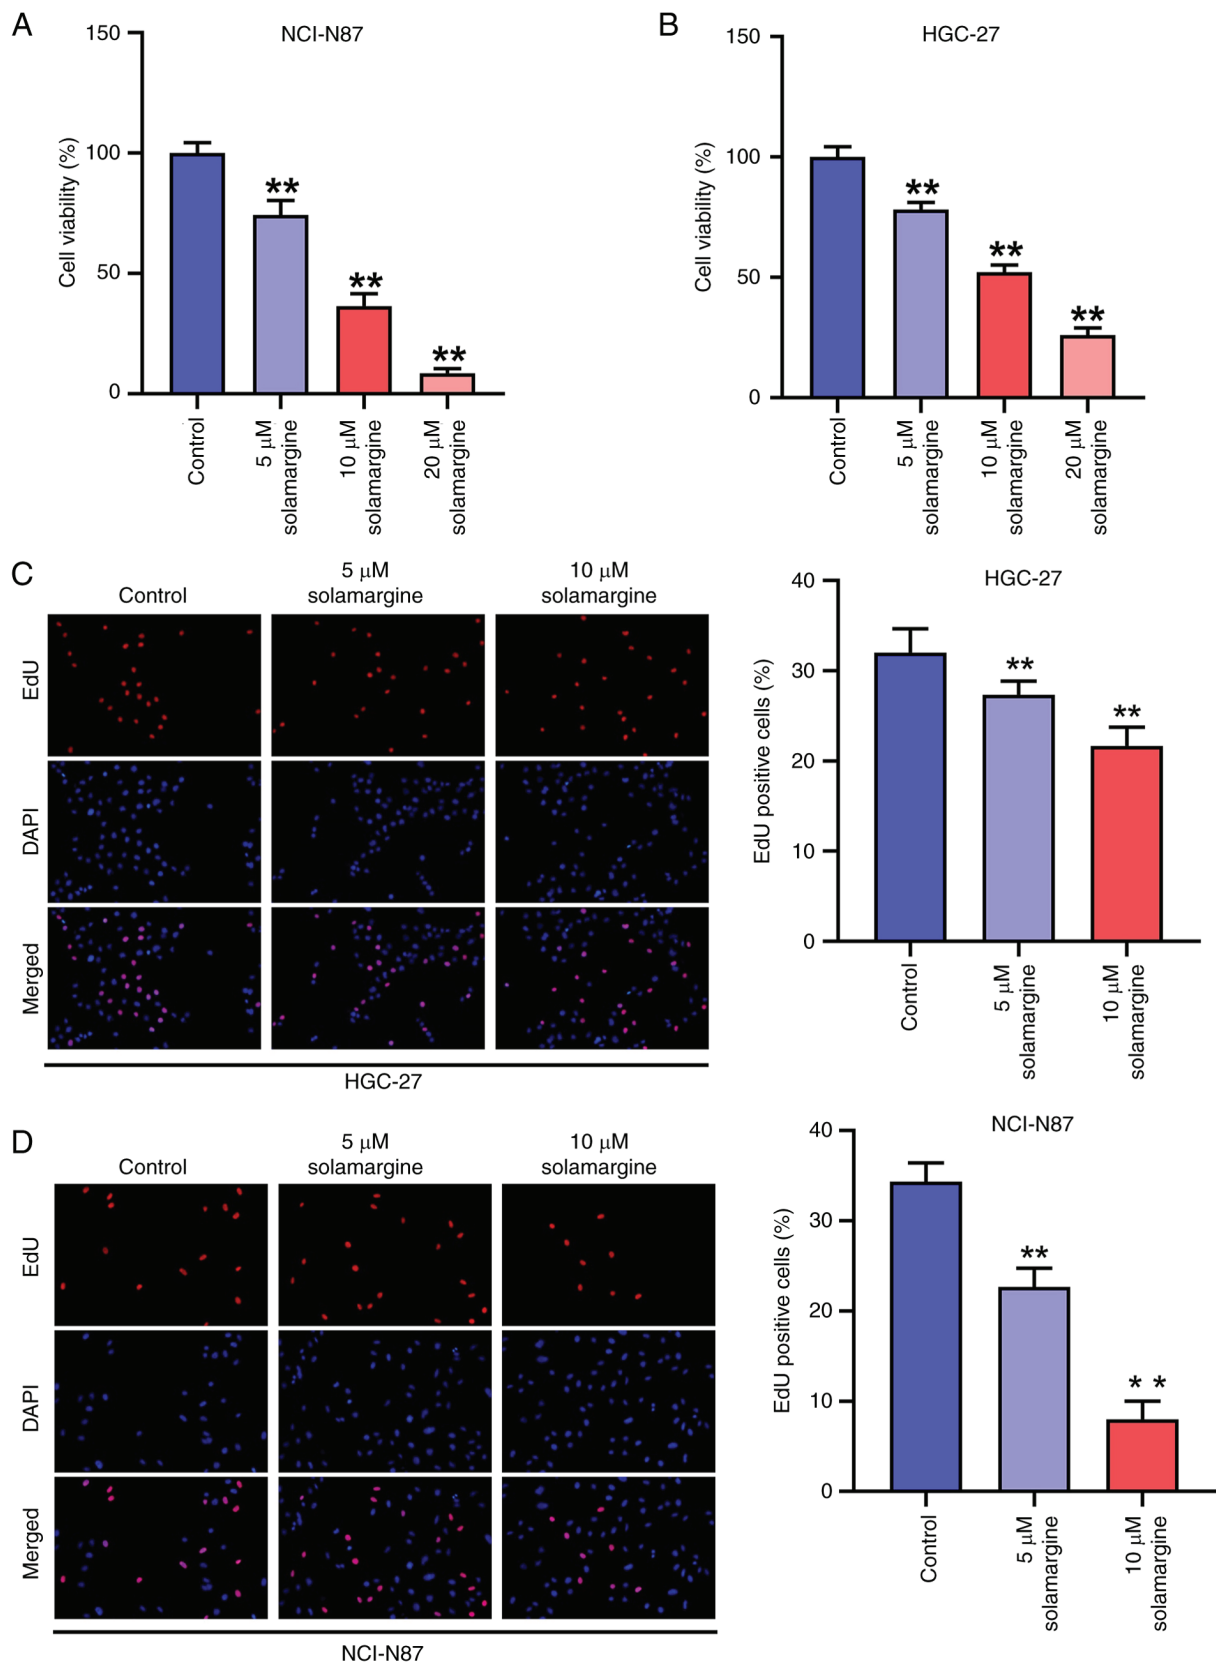 A
NCI-N87
150
100
50
0
Cell viability (%)
**
**
**
Control
5 μM
solamargine
10 μM
solamargine
20 μM
solamargine
B
HGC-27
150
100
50
0
Cell viability (%)
**
**
**
Control
5 μM
solamargine
10 μM
solamargine
20 μM
solamargine
C
Control
5 μM
solamargine
10 μM
solamargine
EdU
DAPI
Merged
HGC-27
HGC-27
40
30
20
10
0
EdU positive cells (%)
**
**
Control
5 μM
solamargine
10 μM
solamargine
D
Control
5 μM
solamargine
10 μM
solamargine
EdU
DAPI
Merged
NCI-N87
NCI-N87
40
30
20
10
0
EdU positive cells (%)
**
* *
Control
5 μM
solamargine
10 μM
solamargine